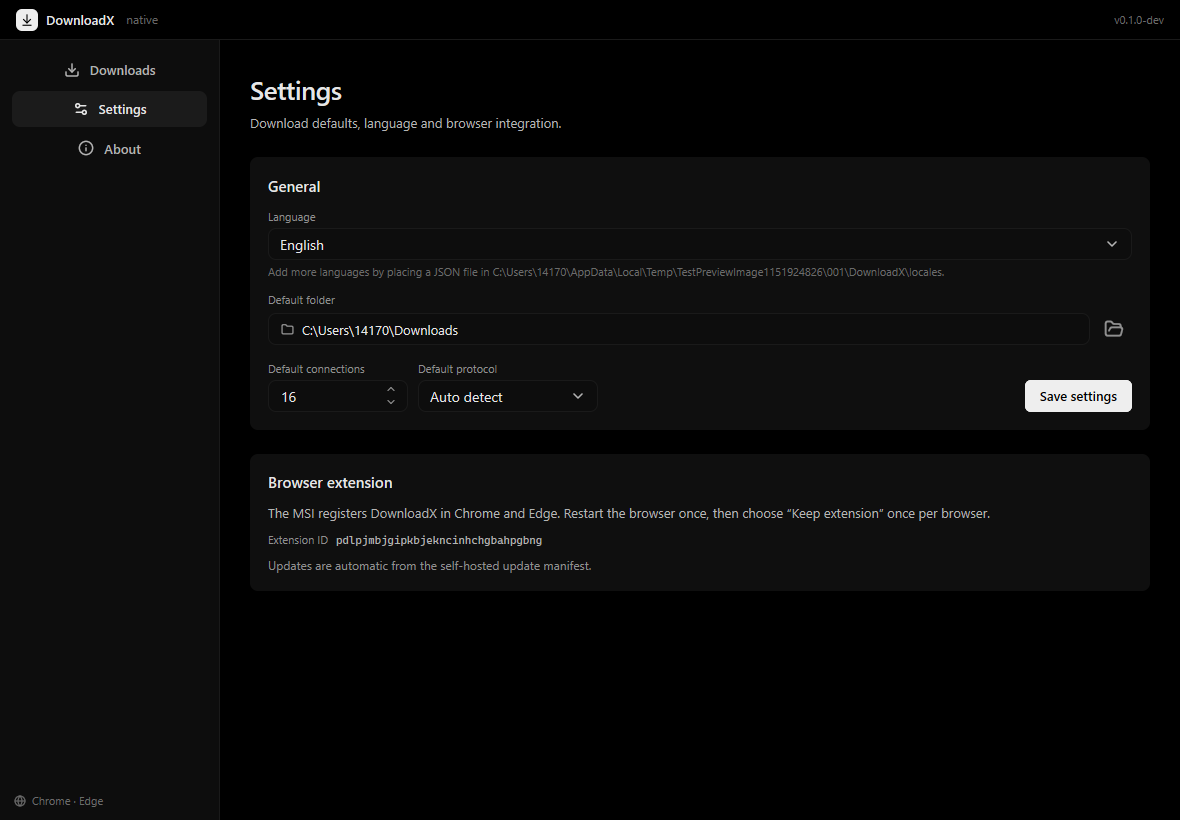 DownloadX native
v0.1.0-dev
Downloads
Settings
About
Settings
Download defaults, language and browser integration.
General
Language
English
Add more languages by placing a JSON file in C:\Users\14170\AppData\Local\Temp\TestPreviewImage1151924826\001\DownloadX\locales.
Default folder
C:\Users\14170\Downloads
Default connections
Default protocol
16
Auto detect
Save settings
Browser extension
The MSI registers DownloadX in Chrome and Edge. Restart the browser once, then choose “Keep extension” once per browser.
Extension ID pdlpjmbjgipkbjekncinhchgbahpgbng
Updates are automatic from the self-hosted update manifest.
Chrome · Edge